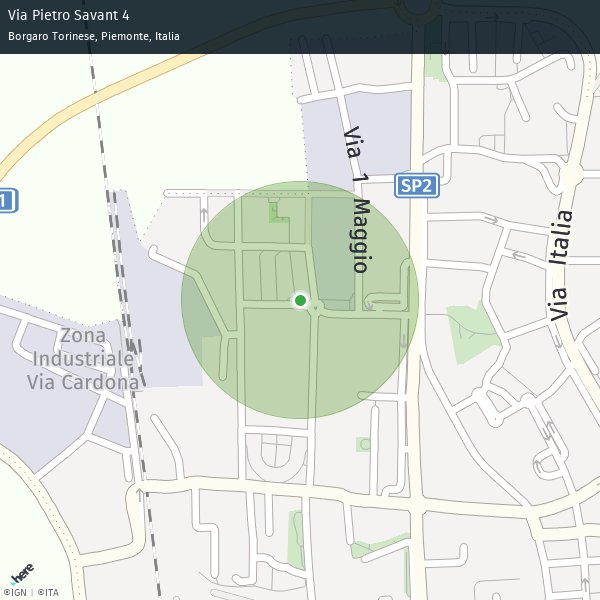 Via Pietro Savant 4
Borgaro Torinese, Piemonte, Italia
Via 1 Maggio
SP2
1
Via Italia
Zona
Industriale
Via Cardona
here
©IGN | ©ITA